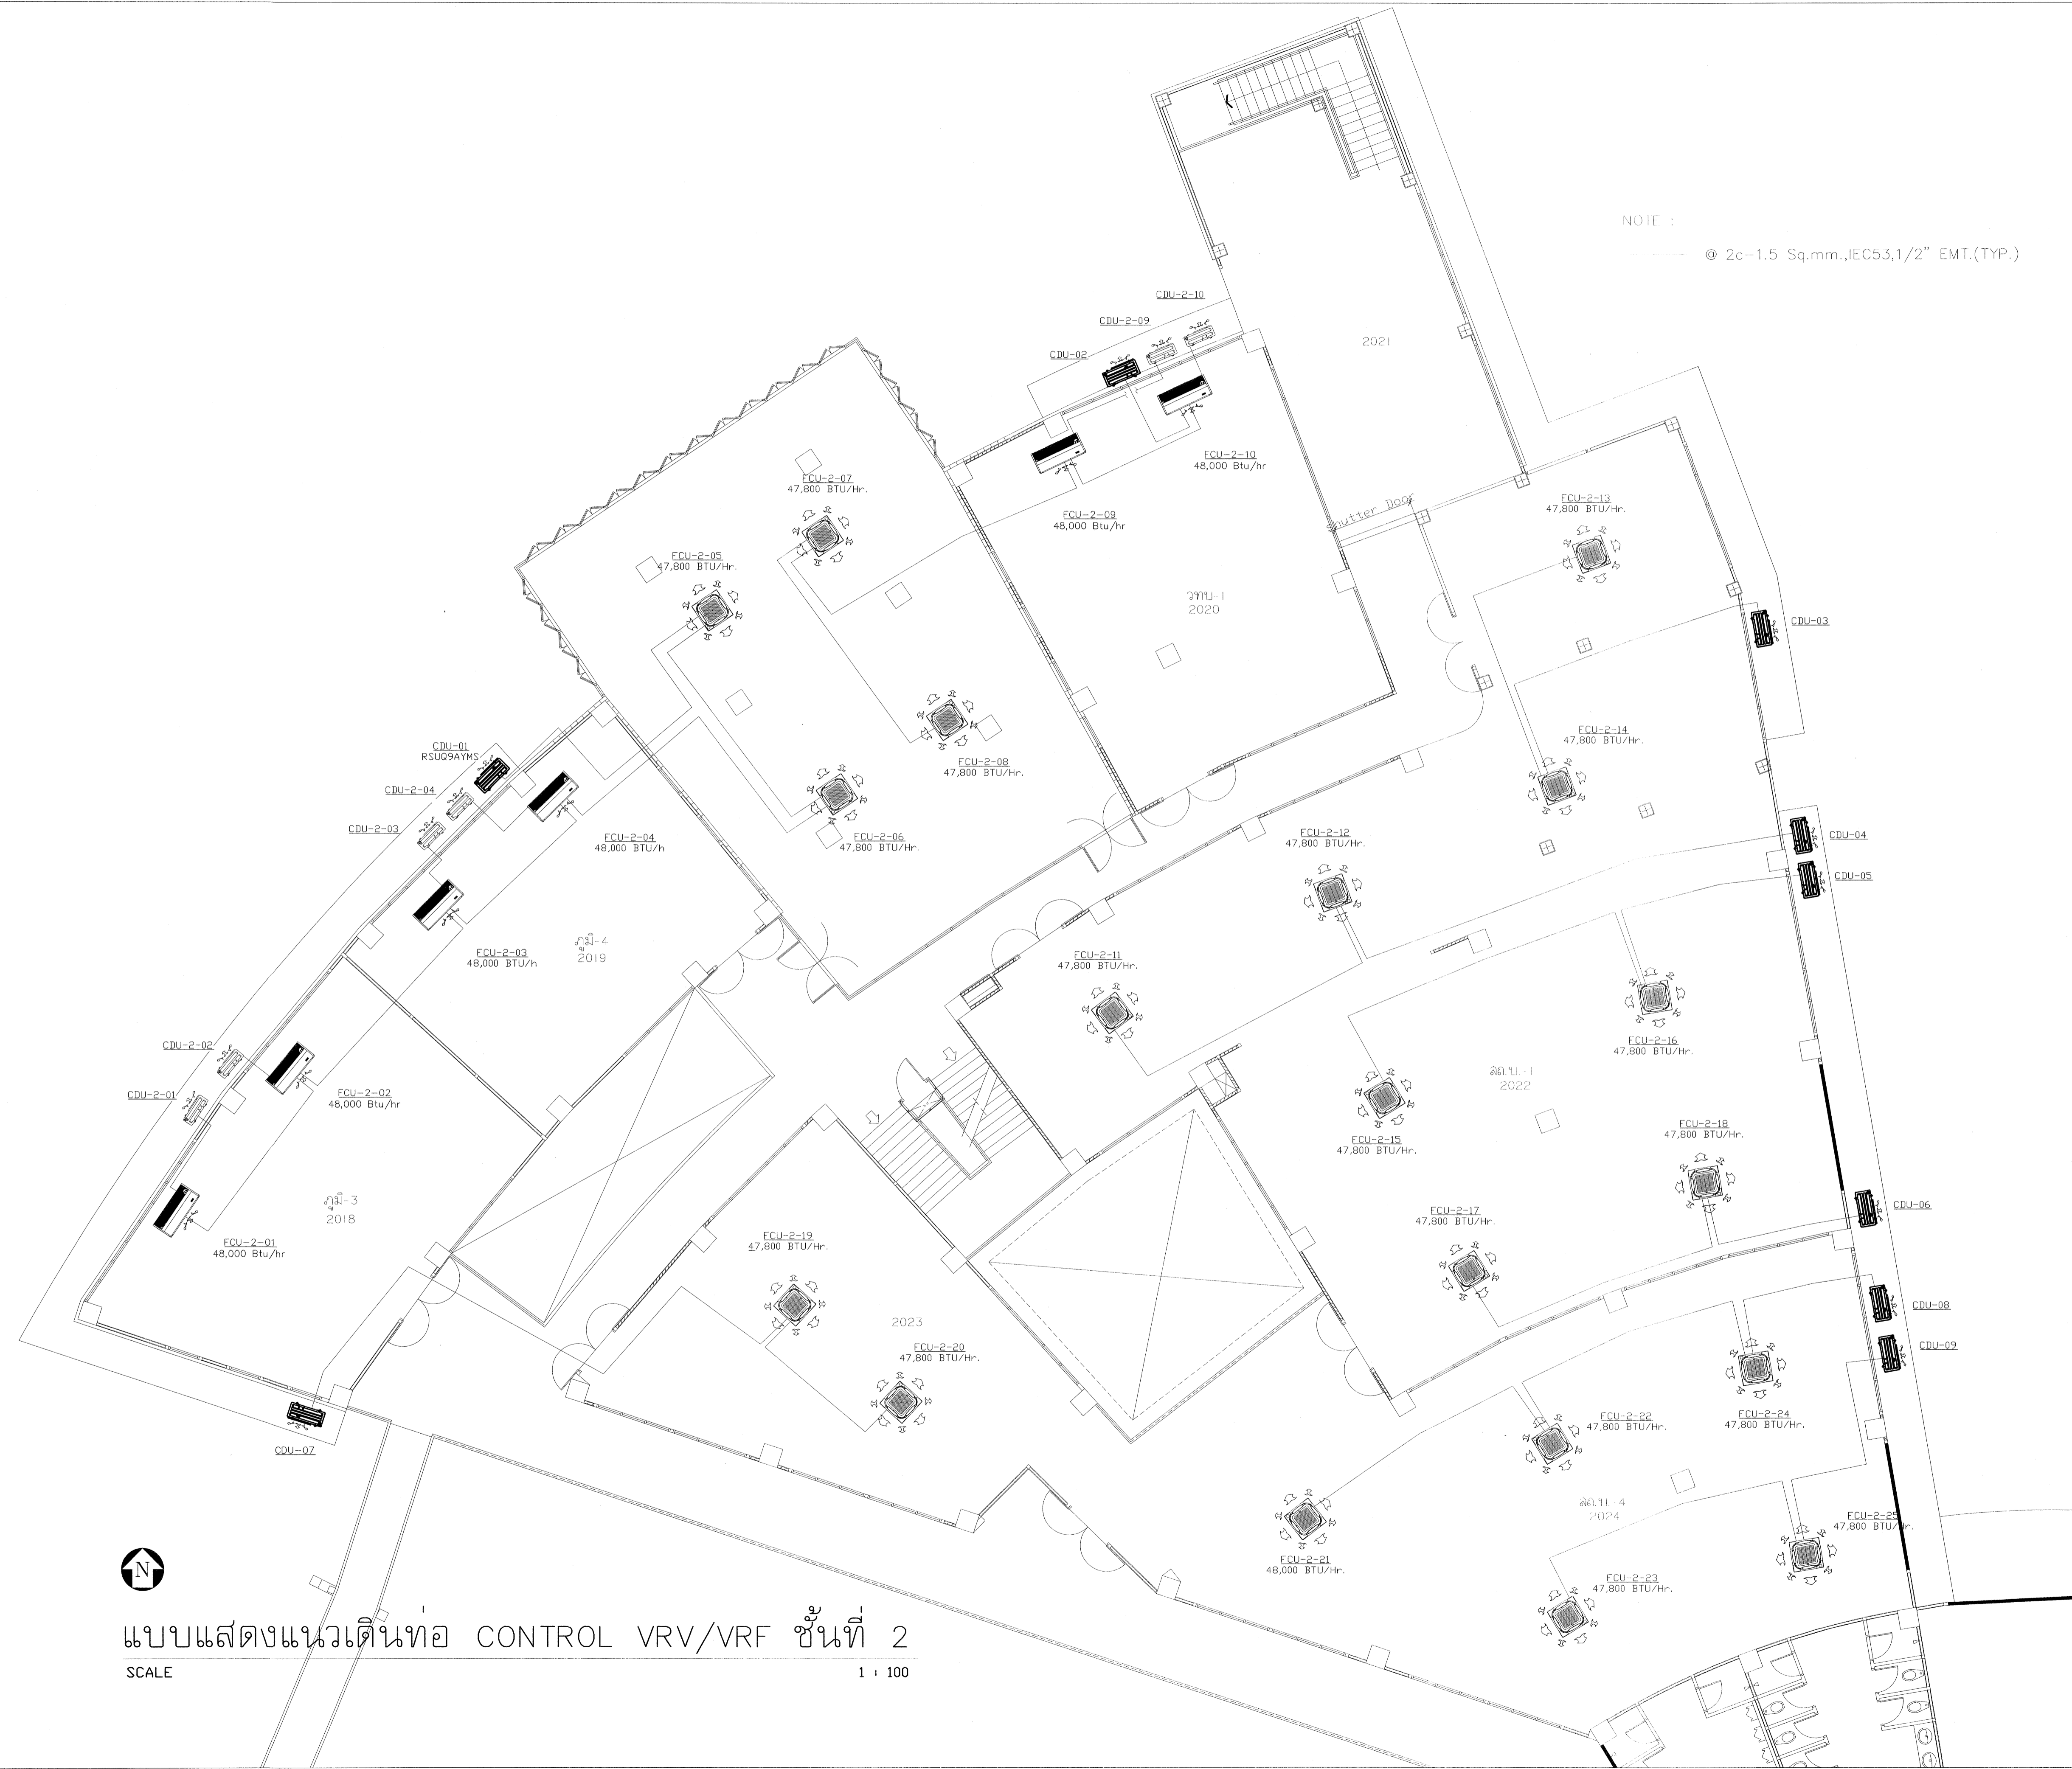 NOTE :
@ 2c-1.5 Sq.mm.,IEC53,1/2" EMT.(TYP.)
CDU-2-10
CDU-2-09
CDU-02
2021
FCU-2-10
48,000 Btu/hr
FCU-2-07
47,800 BTU/Hr.
FCU-2-09
48,000 Btu/hr
Shutter Door
FCU-2-13
47,800 BTU/Hr.
FCU-2-05
47,800 BTU/Hr.
วทบ-1
2020
CDU-03
CDU-01
RSUQ9AYMS
FCU-2-14
47,800 BTU/Hr.
FCU-2-08
47,800 BTU/Hr.
CDU-2-04
CDU-2-03
FCU-2-04
48,000 BTU/h
FCU-2-06
47,800 BTU/Hr.
FCU-2-12
47,800 BTU/Hr.
CDU-04
CDU-05
ภูมิ-4
2019
FCU-2-03
48,000 BTU/h
FCU-2-11
47,800 BTU/Hr.
CDU-2-02
CDU-2-01
FCU-2-02
48,000 Btu/hr
FCU-2-16
47,800 BTU/Hr.
2022
FCU-2-15
47,800 BTU/Hr.
FCU-2-18
47,800 BTU/Hr.
ภูมิ-3
2018
FCU-2-01
48,000 Btu/hr
FCU-2-19
47,800 BTU/Hr.
FCU-2-17
47,800 BTU/Hr.
CDU-06
2023
FCU-2-20
47,800 BTU/Hr.
CDU-08
CDU-09
FCU-2-22
47,800 BTU/Hr.
FCU-2-24
47,800 BTU/Hr.
CDU-07
2024
FCU-2-25
47,800 BTU/Hr.
FCU-2-21
48,000 BTU/Hr.
FCU-2-23
47,800 BTU/Hr.
N
แบบแสดงแนวเดินท่อ CONTROL VRV/VRF ชั้นที่ 2
SCALE 1 : 100